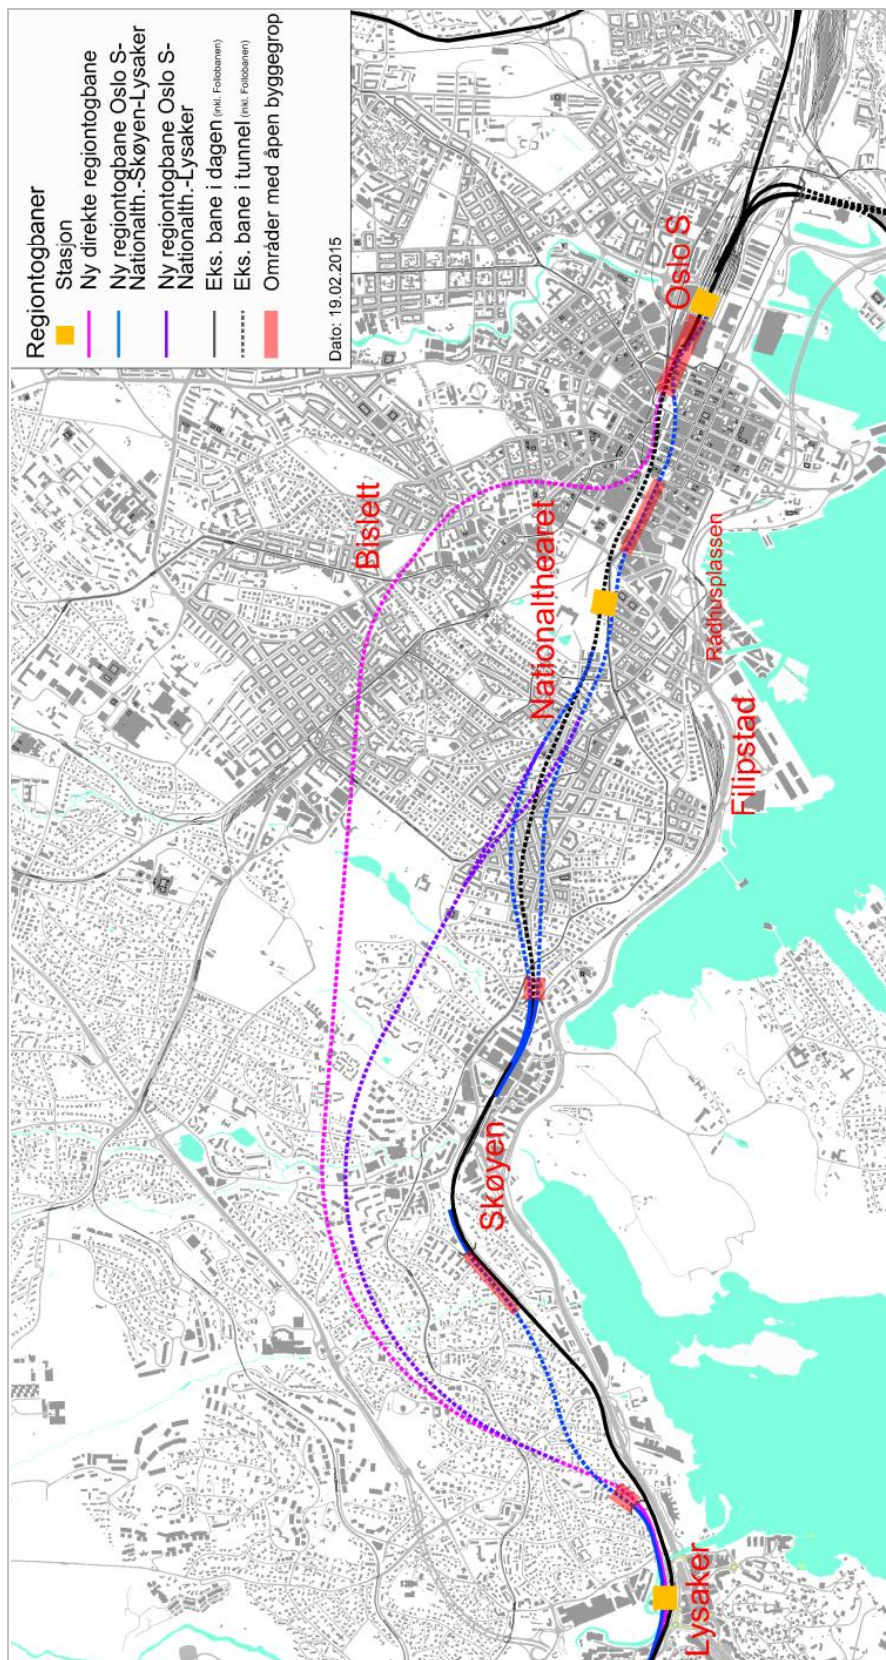 Regiontogbaner
Stasjon
Ny direkte regiontogbane
Ny regiontogbane Oslo S-
Nationalth.-Skøyen-Lysaker
Ny regiontogbane Oslo S-
Nationalth.-Lysaker
Eks. bane i dagen (inkl. Follobanen)
Eks. bane i tunnel (inkl. Follobanen)
Områder med åpen byggegrop
Dato: 19.02.2015
Bislett
Oslo S
Nationaltheatret
Rådhusplassen
Filipstad
Skøyen
Lysaker